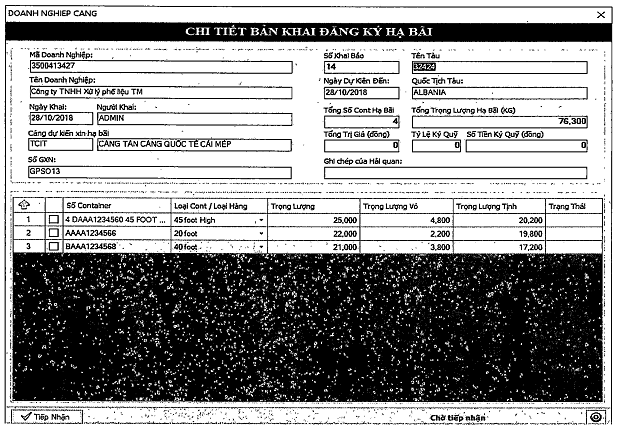 DOANH NGHIEP CANG
CHI TIẾT BẢN KHAI ĐĂNG KÝ HẠ BÃI
Mã Doanh Nghiệp:
3500413427
Số Khai Báo
14
Tên Tàu
32424
Tên Doanh Nghiệp:
Công ty TNHH Xử lý phế liệu TM
Ngày Dự Kiến Đến:
28/10/2018
Quốc Tịch Tàu:
ALBANIA
Ngày Khai:
28/10/2018
Người Khai:
ADMIN
Tổng Số Cont Hạ Bãi
4
Tổng Trọng Lượng Hạ Bãi (KG)
76,300
Cảng dự kiến xin hạ bãi
TCIT
CẢNG TÂN CẢNG QUỐC TẾ CÁI MÉP
Tổng Trị Giá (đồng)
0
Tỷ Lệ Ký Quỹ
0
Số Tiền Ký Quỹ (đồng)
0
Số GXN:
GPSO13
Ghi chép của Hải quan:
Số Container Loại Cont / Loại Hàng Trọng Lượng Trọng Lượng Vỏ Trọng Lượng Tịnh Trạng Thái
1 4 DAAA1234560 45 FOOT ... 45 foot High 25,000 4,800 20,200
2 AAAA1234566 20 foot 22,000 2,200 19,800
3 BAAA1234568 40 foot 21,000 3,800 17,200
Tiếp Nhận
Chờ tiếp nhận